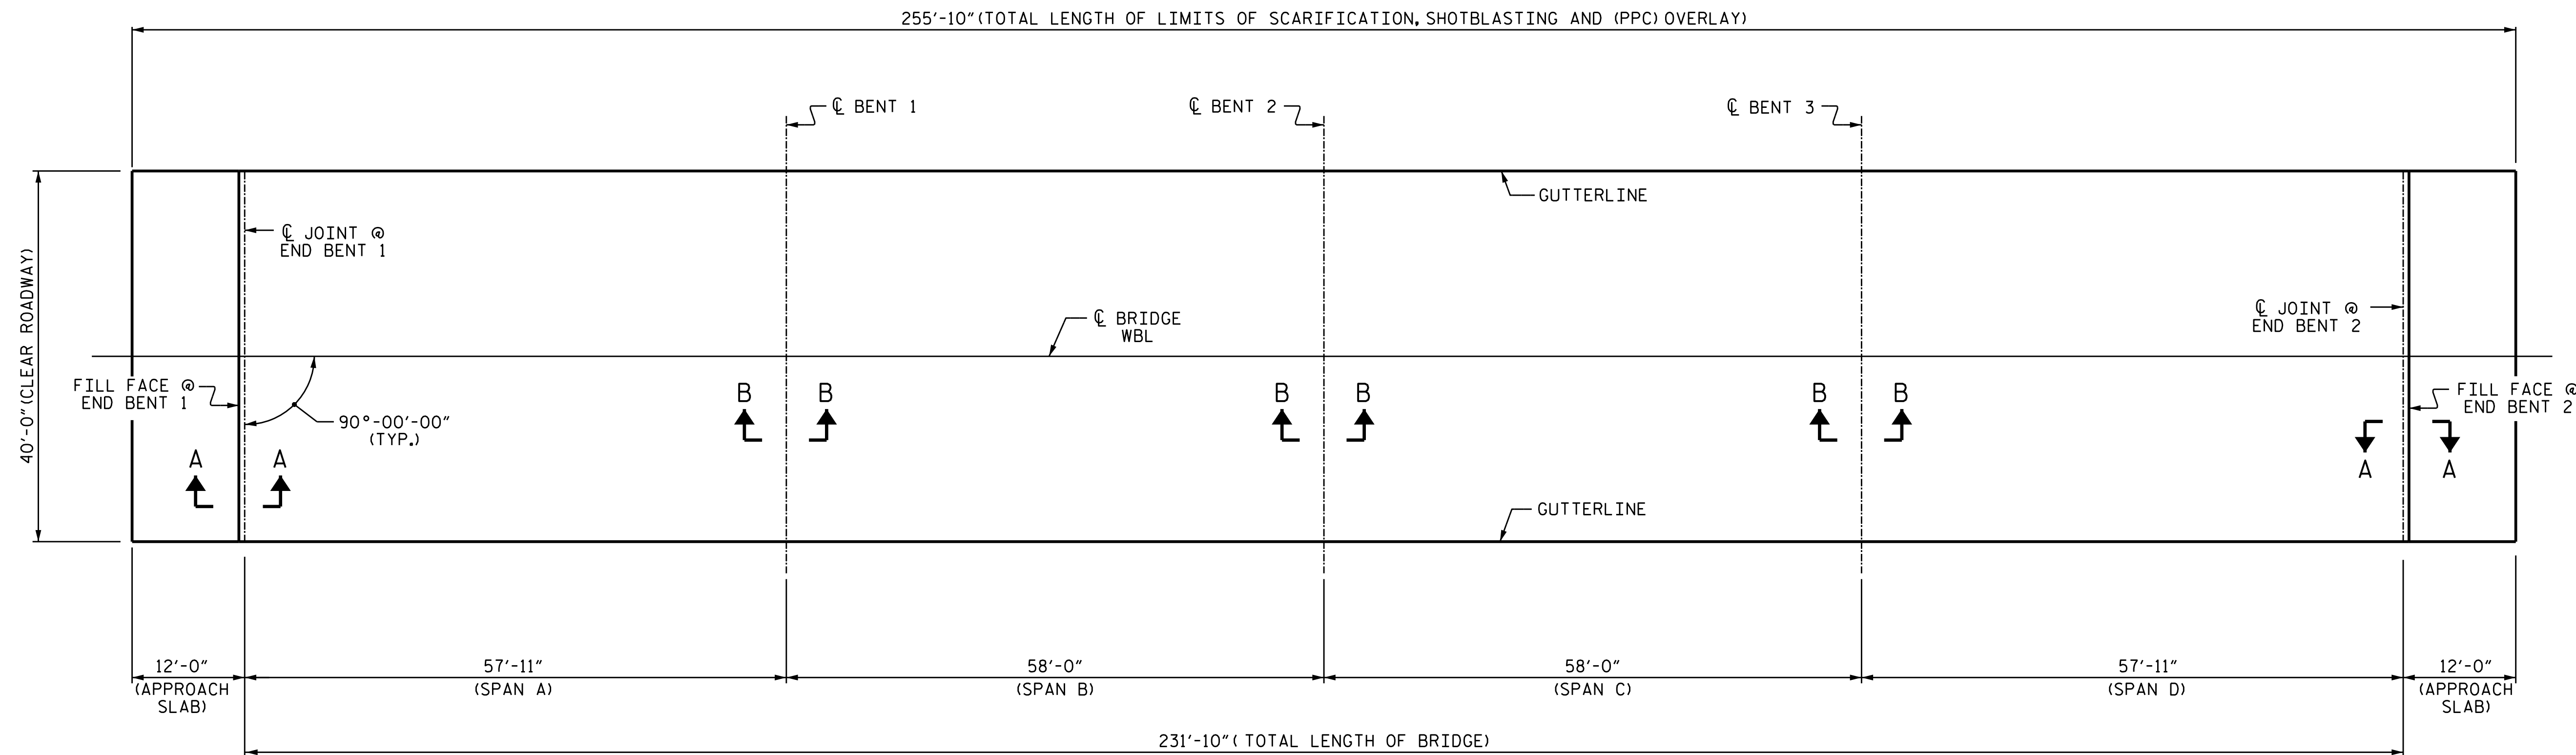 255'-10" (TOTAL LENGTH OF LIMITS OF SCARIFICATION, SHOTBLASTING AND (PPC) OVERLAY)
℄ BENT 1
℄ BENT 2
℄ BENT 3
GUTTERLINE
℄ JOINT @
END BENT 1
40'-0" (CLEAR ROADWAY)
℄ BRIDGE
WBL
℄ JOINT @
END BENT 2
FILL FACE @
END BENT 1
90°-00'-00"
(TYP.)
B B
B B
B B
FILL FACE @
END BENT 2
A A
A A
GUTTERLINE
12'-0"
(APPROACH
SLAB)
57'-11"
(SPAN A)
58'-0"
(SPAN B)
58'-0"
(SPAN C)
57'-11"
(SPAN D)
12'-0"
(APPROACH
SLAB)
231'-10" ( TOTAL LENGTH OF BRIDGE)